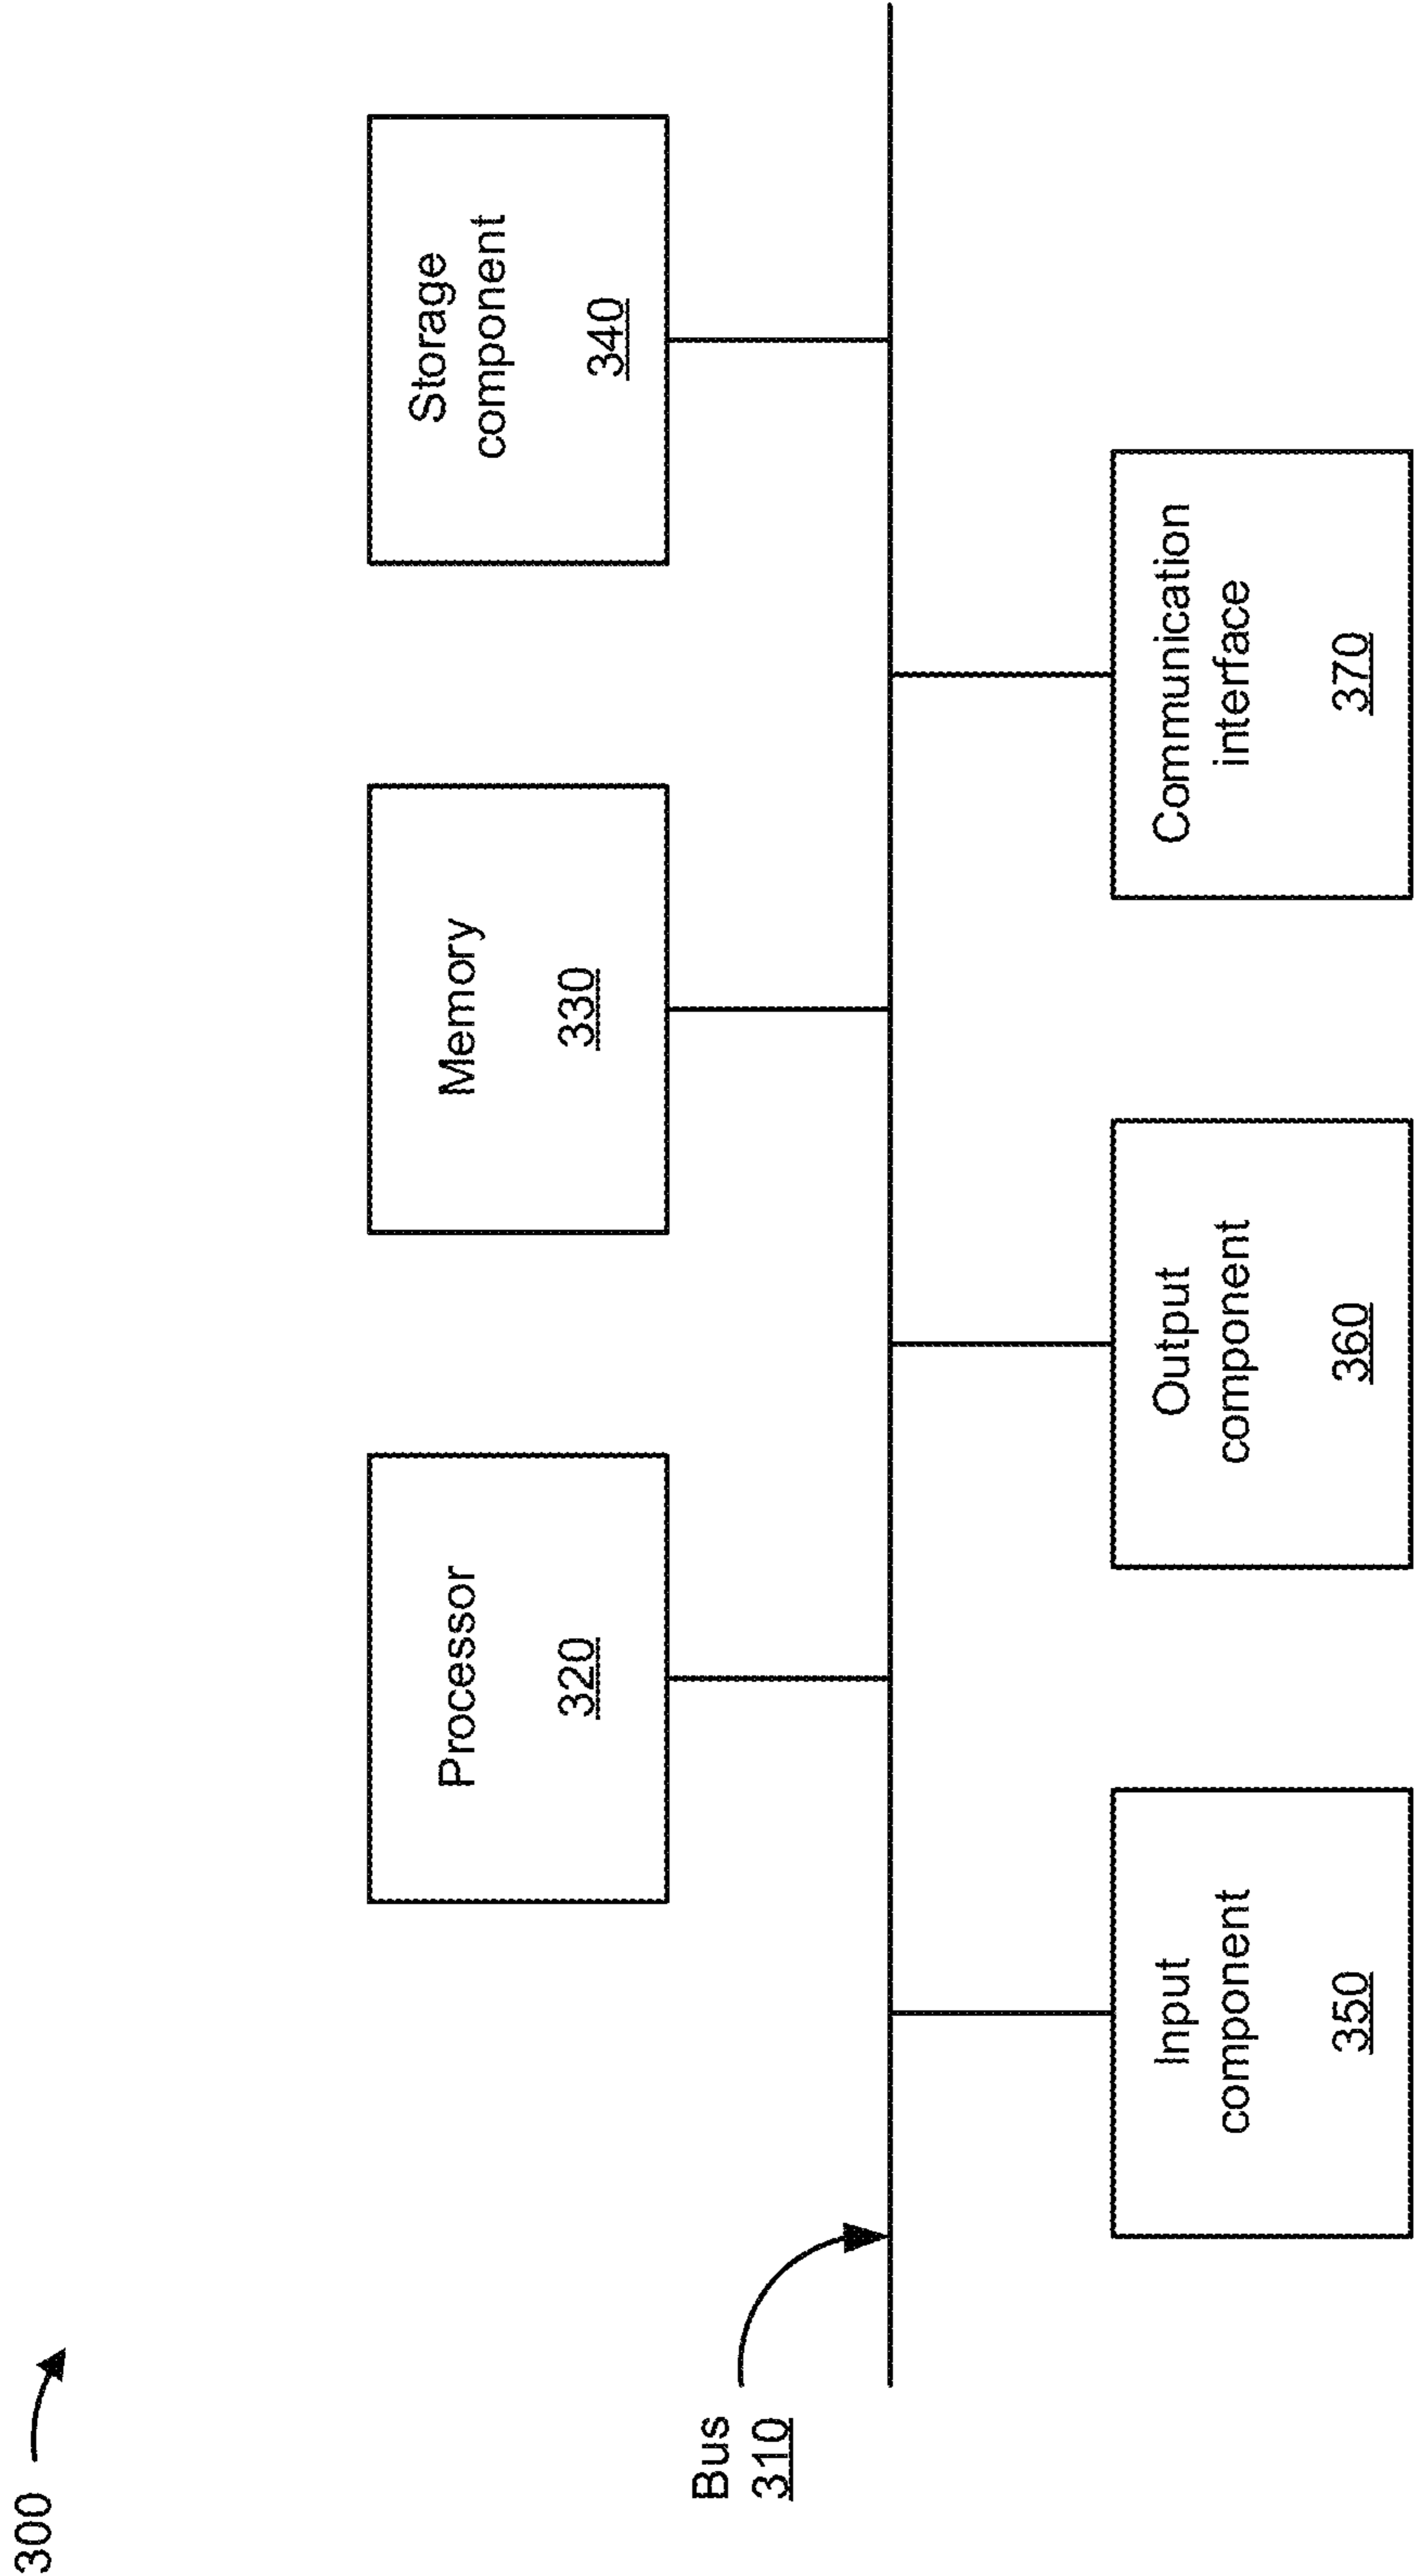 300
Bus
310
Processor
320
Memory
330
Storage
component
340
Input
component
350
Output
component
360
Communication
interface
370